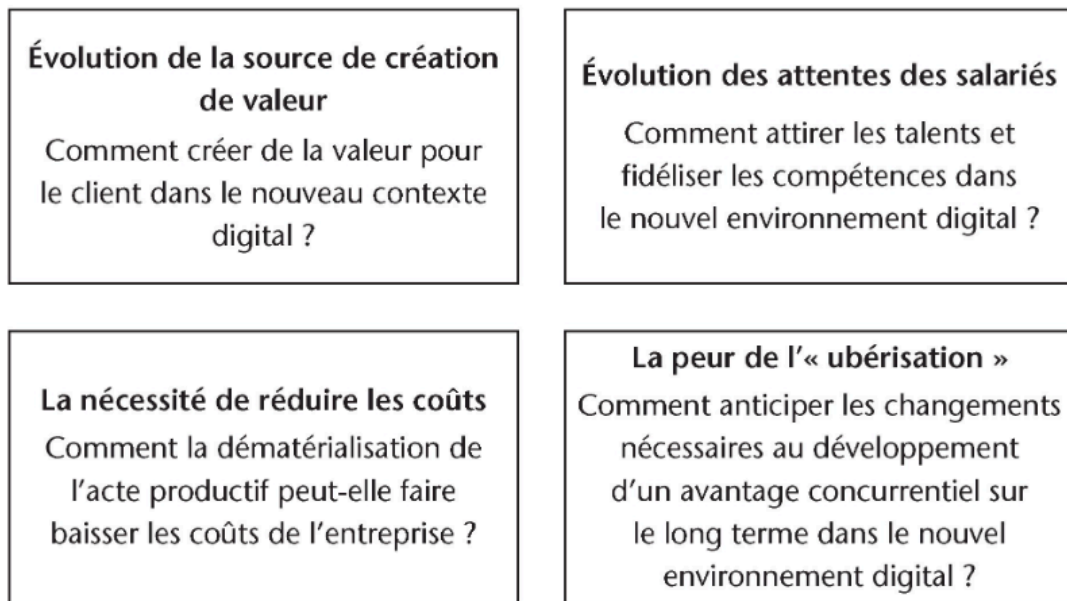 Évolution de la source de création
de valeur
Comment créer de la valeur pour
le client dans le nouveau contexte
digital ?
Évolution des attentes des salariés
Comment attirer les talents et
fidéliser les compétences dans
le nouvel environnement digital ?
La nécessité de réduire les coûts
Comment la dématérialisation de
l'acte productif peut-elle faire
baisser les coûts de l'entreprise ?
La peur de l'« ubérisation »
Comment anticiper les changements
nécessaires au développement
d'un avantage concurrentiel sur
le long terme dans le nouvel
environnement digital ?